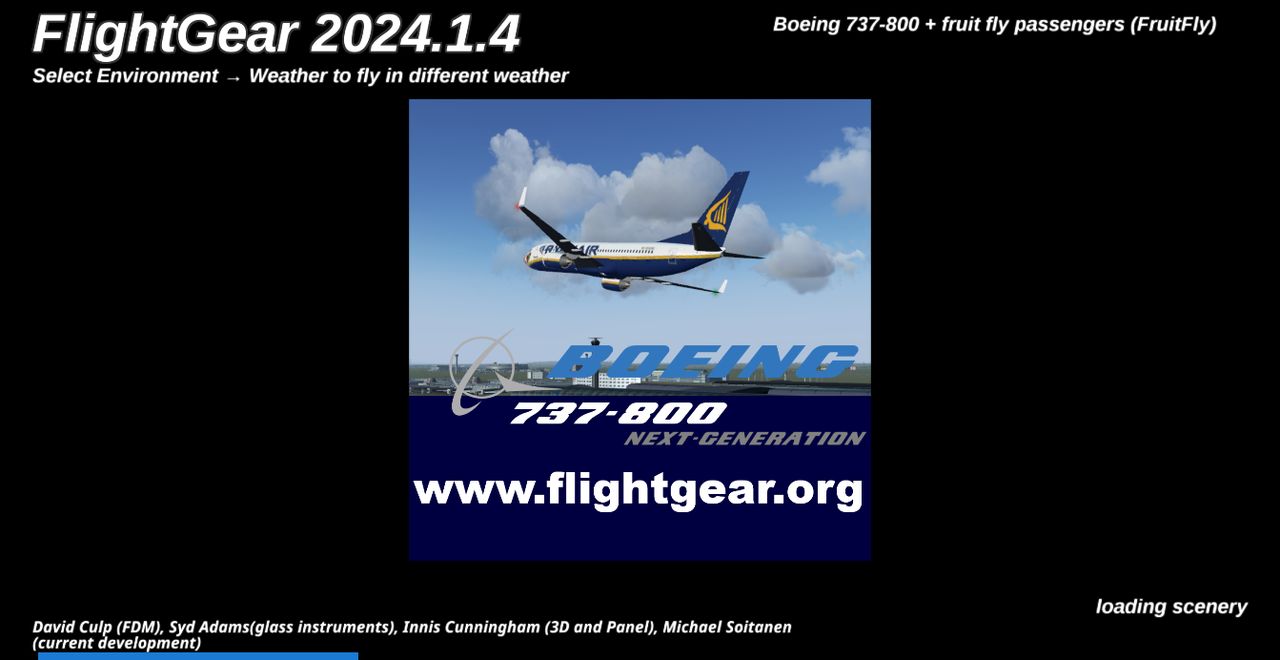 FlightGear 2024.1.4
Boeing 737-800 + fruit fly passengers (FruitFly)
Select Environment → Weather to fly in different weather
RYANAIR
BOEING
737-800
NEXT-GENERATION
www.flightgear.org
loading scenery
David Culp (FDM), Syd Adams(glass instruments), Innis Cunningham (3D and Panel), Michael Soitanen
(current development)